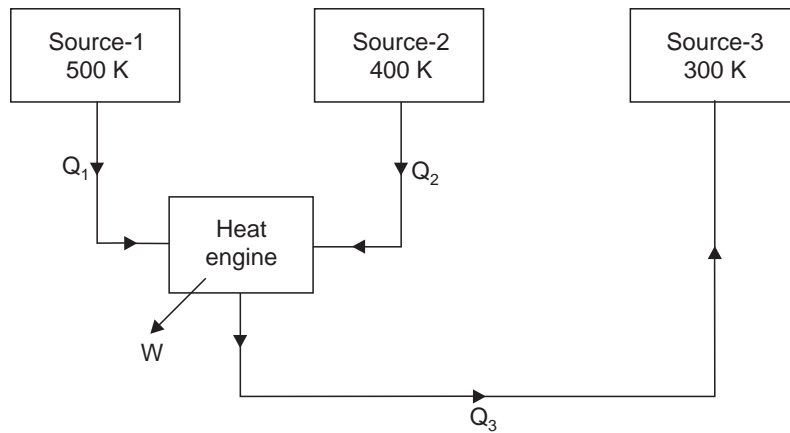 Source-1
500 K
Source-2
400 K
Source-3
300 K
Q₁
Q₂
Heat
engine
W
Q₃